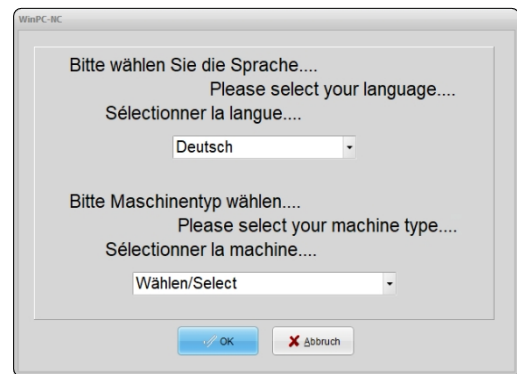 WinPC-NC
Bitte wählen Sie die Sprache....
Please select your language....
Sélectionner la langue....
Deutsch
Bitte Maschinentyp wählen....
Please select your machine type....
Sélectionner la machine....
Wählen/Select
OK
Abbruch